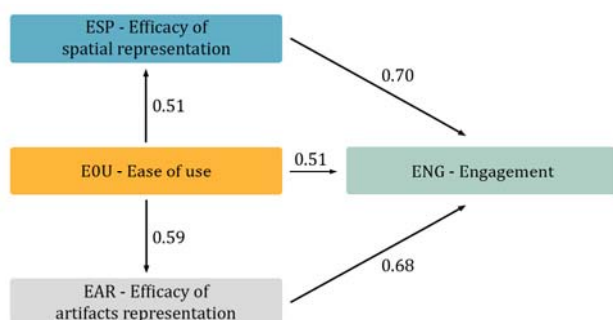 ESP - Efficacy of
spatial representation
0.70
0.51
E0U - Ease of use
0.51
ENG - Engagement
0.59
EAR - Efficacy of
artifacts representation
0.68